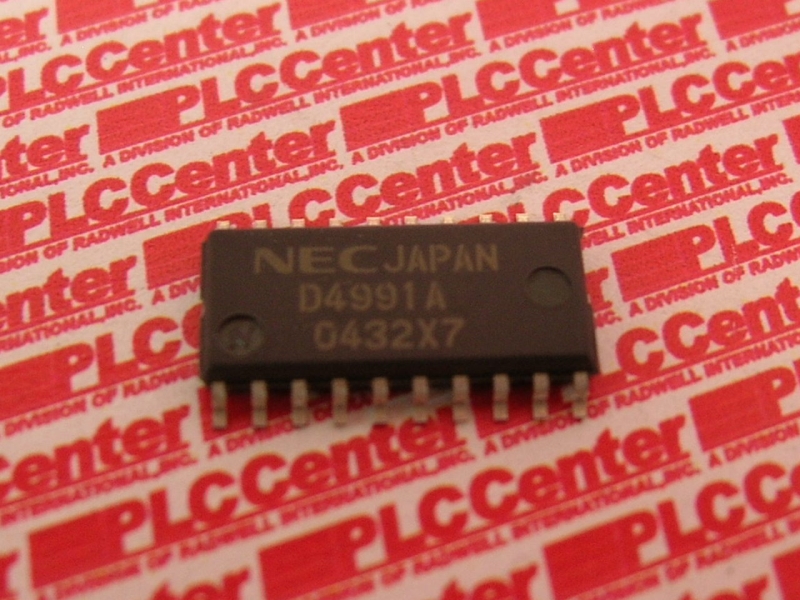 PLCCenter
A DIVISION OF RADWELL INTERNATIONAL, INC.
NEC JAPAN
D4991A
0432X7